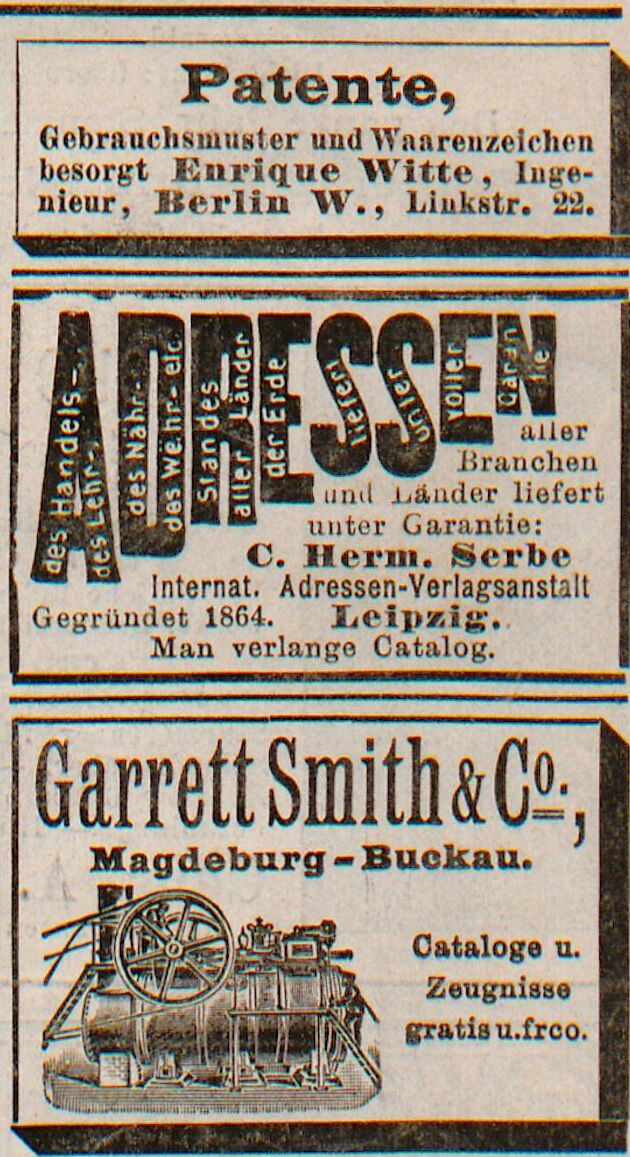 Patente,
Gebrauchsmuster und Waarenzeichen
besorgt Enrique Witte, Inge-
nieur, Berlin W., Linkstr. 22.
ADRESSEN
des Handels-,
des Lehr-,
des Nähr-
des Wehr- etc.
Standes
aller Länder
der Erde
liefert
unter
voller
Garan
tie
aller
Branchen
und Länder liefert
unter Garantie:
C. Herm. Serbe
Internat. Adressen-Verlagsanstalt
Gegründet 1864. Leipzig.
Man verlange Catalog.
Garrett Smith & Co.,
Magdeburg-Buckau.
Cataloge u.
Zeugnisse
gratis u. frco.